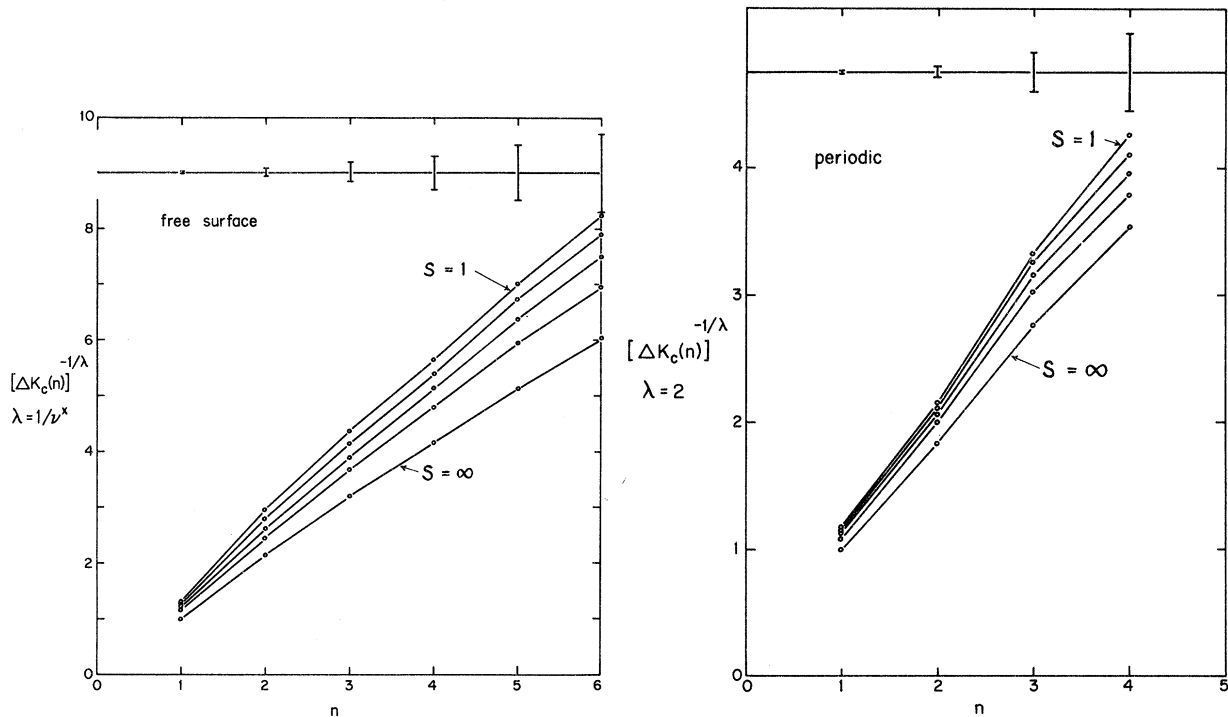 10
8
6
4
2
0
0 1 2 3 4 5 6
n
free surface
S = 1
S = ∞
[ΔK_c(n)]^{-1/λ}
λ = 1/ν^x
periodic
S = 1
S = ∞
[ΔK_c(n)]^{-1/λ}
λ = 2
4
3
2
1
0
0 1 2 3 4 5
n